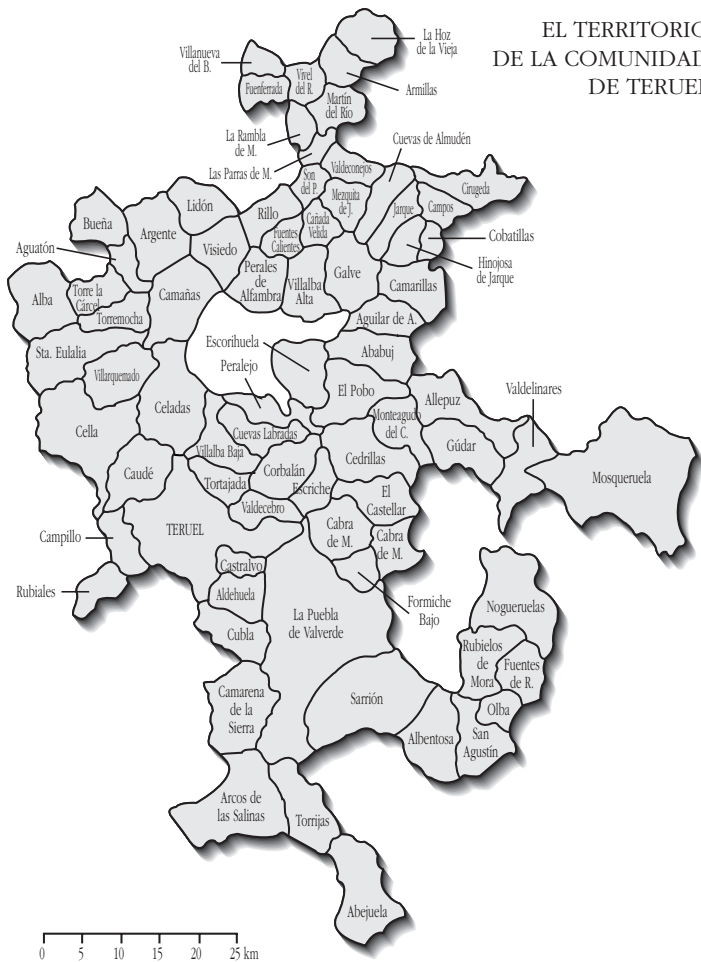 EL TERRITORIO
DE LA COMUNIDAD
DE TERUEL
La Hoz
de la Vieja
Villanueva
del B.
Vivel
del R.
Fuenferrada
Armillas
Martín
del Río
La Rambla
de M.
Cuevas de Almudén
Las Parras de M.
Valdeconejos
Son
del P.
Cirugeda
Mezquita
de J.
Lidón
Jarque
Campos
Rillo
Bueña
Cañada
Velida
Argente
Cobatillas
Fuentes
Calientes
Aguatón
Visiedo
Hinojosa
de Jarque
Perales
de
Alfambra
Galve
Villalba
Alta
Camarillas
Torre la
Cárcel
Camañas
Alba
Torremocha
Aguilar de A.
Escorihuela
Ababuj
Sta. Eulalia
Peralejo
Villarquemado
El Pobo
Valdelinares
Allepuz
Celadas
Monteagudo
del C.
Cella
Cuevas Labradas
Gúdar
Villalba Baja
Cedrillas
Mosqueruela
Caudé
Corbalán
Tortajada
Escriche
El
Castellar
Valdecebro
TERUEL
Cabra
de M.
Cabra
de M.
Campillo
Castralvo
Rubiales
Aldehuela
Formiche
Bajo
Nogueruelas
La Puebla
de Valverde
Cubla
Rubielos
de
Mora
Fuentes
de R.
Camarena
de la
Sierra
Sarrión
Olba
Albentosa
San
Agustín
Arcos de
las Salinas
Torrijas
Abejuela
0 5 10 15 20 25 km